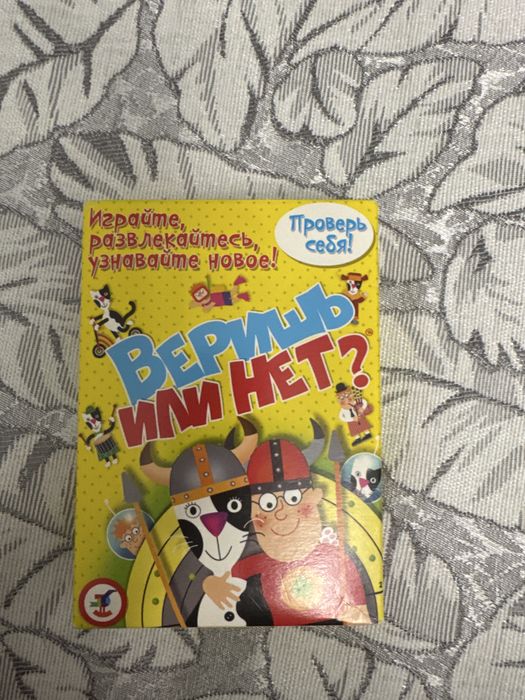 Играйте,
развлекайтесь,
узнавайте новое!
Проверь
себя!
Веришь
или нет?